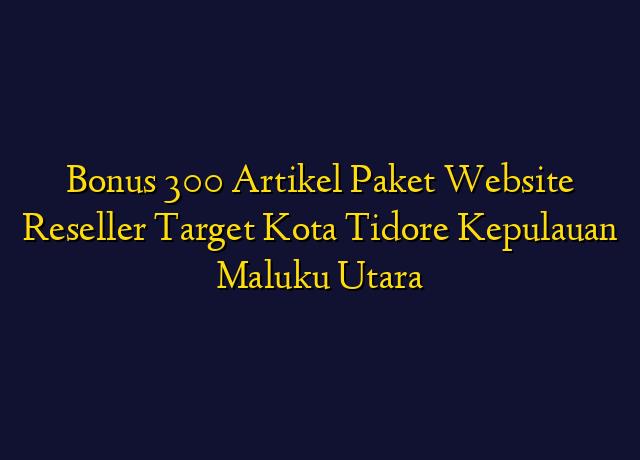 Bonus 300 Artikel Paket Website
Reseller Target Kota Tidore Kepulauan
Maluku Utara